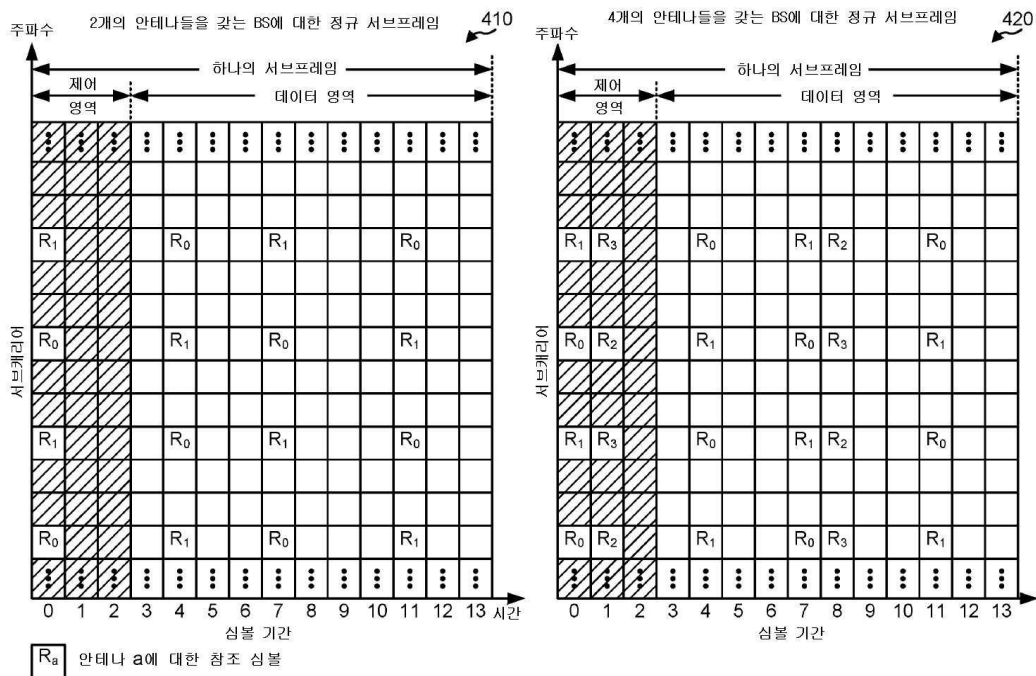 2개의 안테나들을 갖는 BS에 대한 정규 서브프레임
410
주파수
하나의 서브프레임
제어
영역
데이터 영역
R1 R0 R1 R0
R0 R1 R0 R1
R1 R0 R1 R0
R0 R1 R0 R1
서브캐리어
0 1 2 3 4 5 6 7 8 9 10 11 12 13 시간
심볼 기간
Ra 안테나 a에 대한 참조 심볼
4개의 안테나들을 갖는 BS에 대한 정규 서브프레임
420
주파수
하나의 서브프레임
제어
영역
데이터 영역
R1 R3 R0 R1 R2 R0
R0 R2 R1 R0 R3 R1
R1 R3 R0 R1 R2 R0
R0 R2 R1 R0 R3 R1
서브캐리어
0 1 2 3 4 5 6 7 8 9 10 11 12 13
심볼 기간